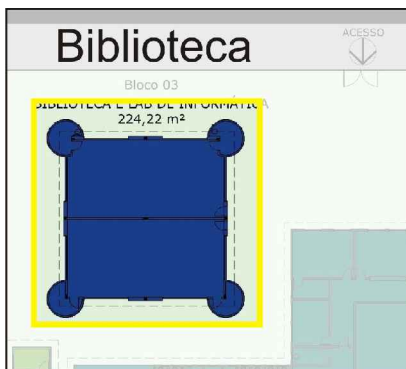 Biblioteca
ACESSO
Bloco 03
BIBLIOTECA E LAB DE INFORMÁTICA
224,22 m²